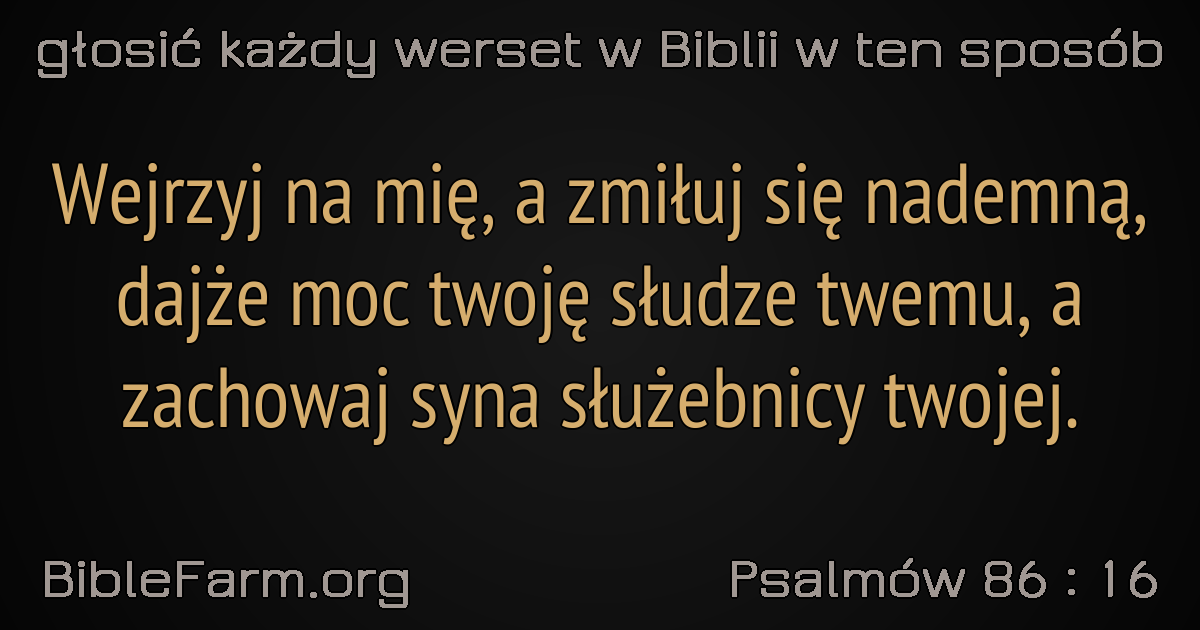 głosić każdy werset w Biblii w ten sposób
Wejrzyj na mię, a zmiłuj się nademną,
dajże moc twoję słudze twemu, a
zachowaj syna służebnicy twojej.
BibleFarm.org
Psalmów 86 : 16